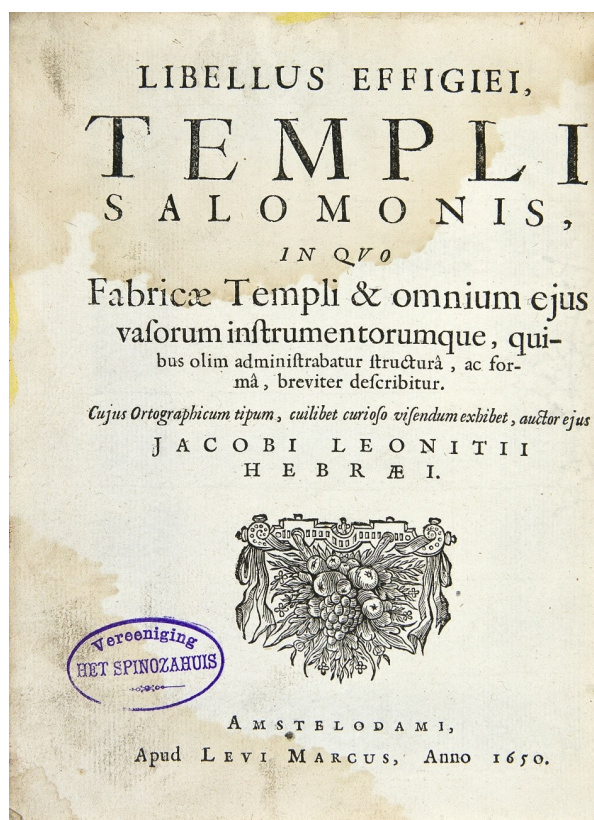 LIBELLUS EFFIGIEI,
TEMPLI
SALOMONIS,
IN QVO
Fabricæ Templi & omnium ejus
vaſorum inſtrumentorumque, qui-
bus olim adminiſtrabatur ſtructurâ, ac for-
mâ, breviter deſcribitur.
Cujus Ortographicum tipum, cuilibet curioſo viſendum exhibet, auctor ejus
JACOBI LEONITII
HEBRÆI.
Vereeniging
HET SPINOZAHUIS
AMSTELODAMI,
Apud LEVI MARCUS, Anno 1650.